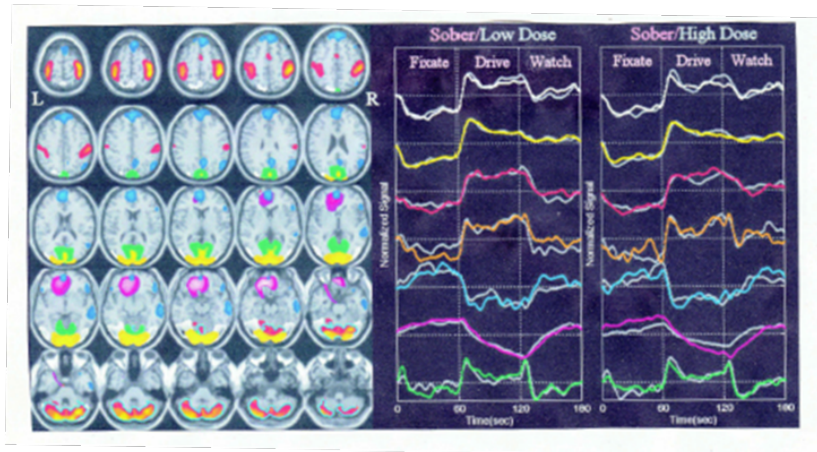 Sober/Low Dose
Sober/High Dose
Fixate Drive Watch
Fixate Drive Watch
L
R
Normalized Signal
Normalized Signal
0 60 120 180
0 60 120 180
Time(sec)
Time(sec)